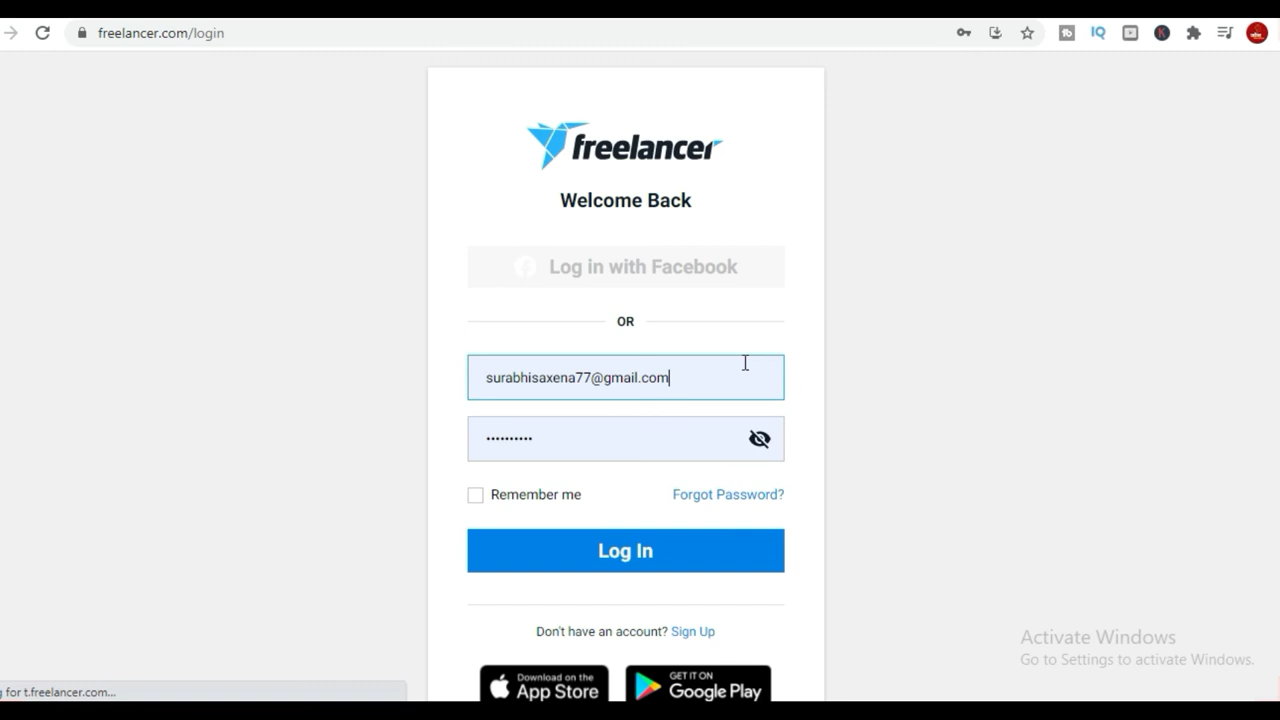 freelancer.com/login
IQ
freelancer
Welcome Back
Log in with Facebook
OR
surabhisaxena77@gmail.com
••••••••••
Remember me
Forgot Password?
Log In
Don't have an account? Sign Up
Download on the
App Store
GET IT ON
Google Play
Activate Windows
Go to Settings to activate Windows.
g for t.freelancer.com...